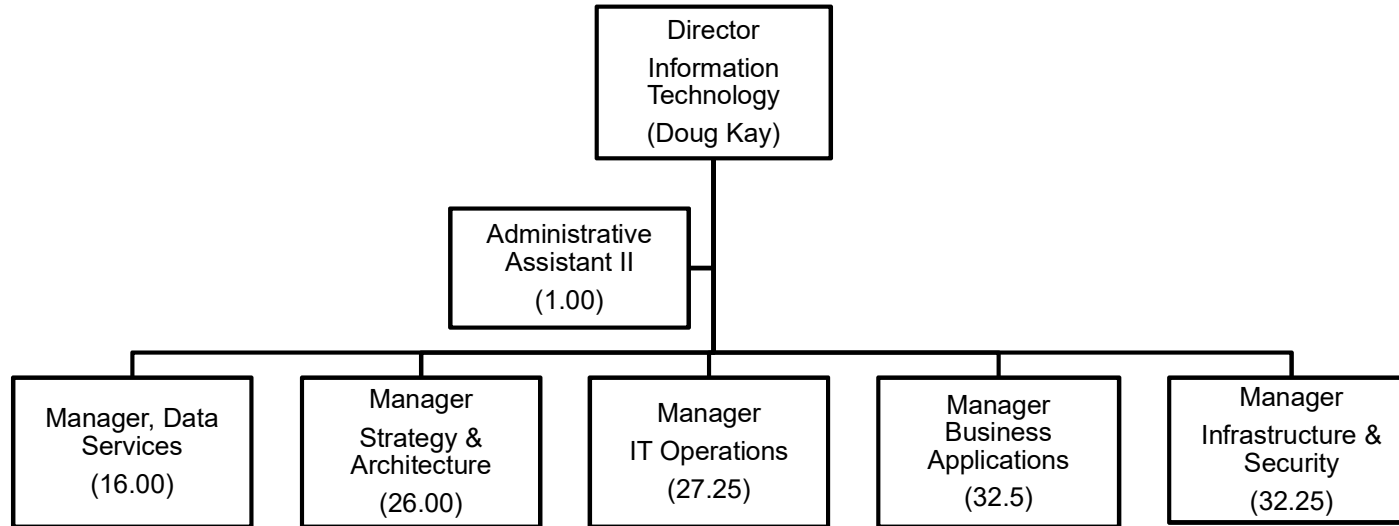 Director
Information
Technology
(Doug Kay)
Administrative
Assistant II
(1.00)
Manager, Data
Services
(16.00)
Manager
Strategy &
Architecture
(26.00)
Manager
IT Operations
(27.25)
Manager
Business
Applications
(32.5)
Manager
Infrastructure &
Security
(32.25)